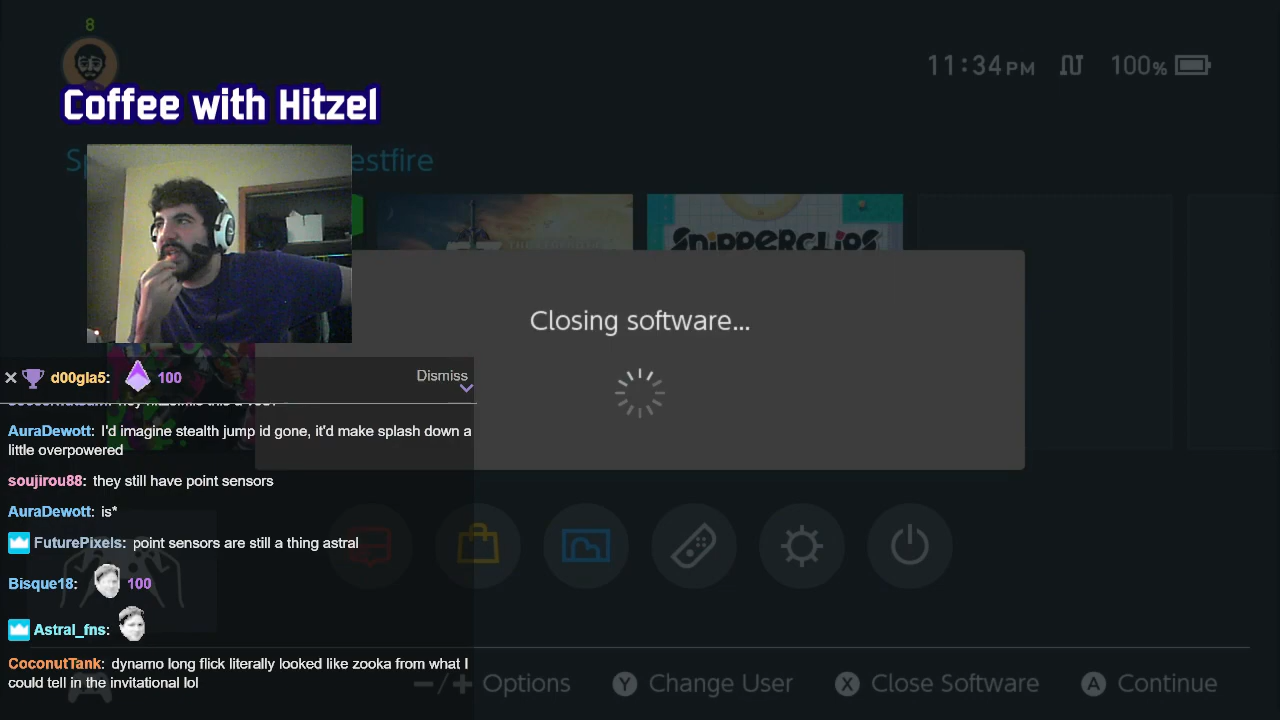 8
11:34 PM 100%
Coffee with Hitzel
estfire
SNIPPERCLIPS
Closing software...
d00gla5: 100
Dismiss
AuraDewott: I'd imagine stealth jump id gone, it'd make splash down a
little overpowered
soujirou88: they still have point sensors
AuraDewott: is*
FuturePixels: point sensors are still a thing astral
Bisque18: 100
Astral_fns:
CoconutTank: dynamo long flick literally looked like zooka from what I
could tell in the invitational lol
−/+ Options
Y Change User
X Close Software
A Continue